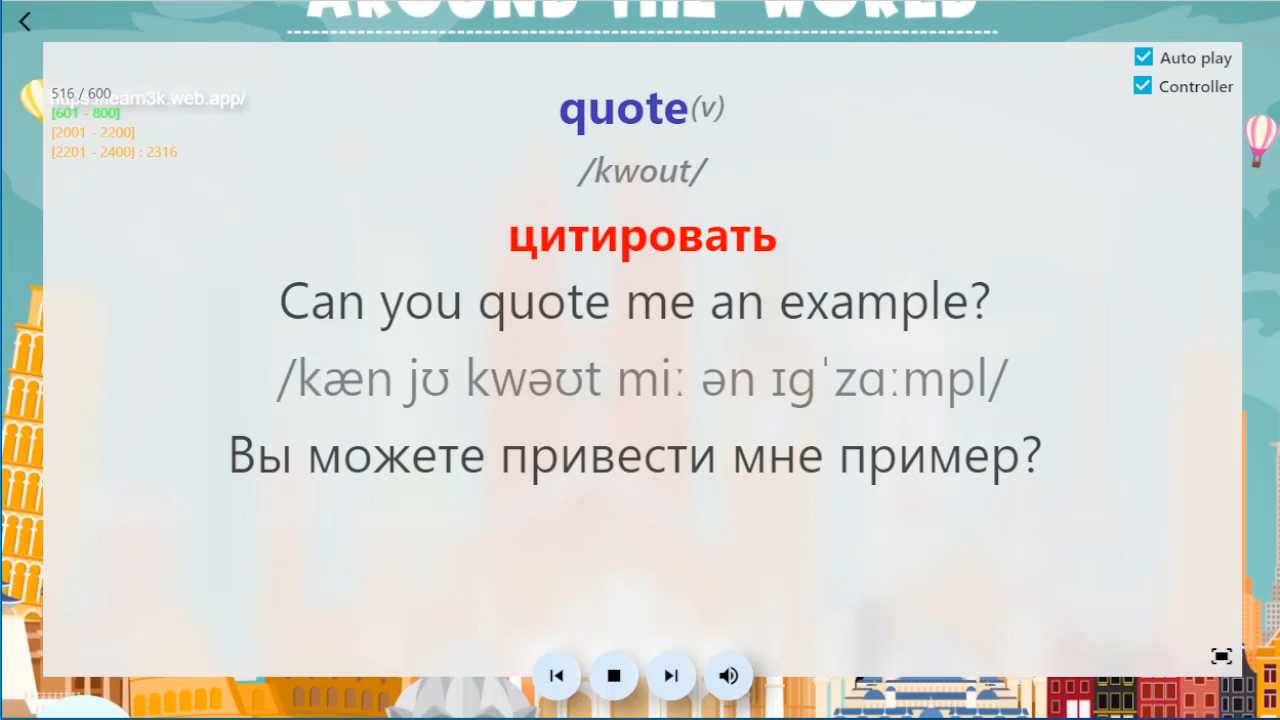 AROUND THE WORLD
Auto play
Controller
516 / 600
https://learn3k.web.app/
[601 - 800]
[2001 - 2200]
[2201 - 2400] : 2316
quote(v)
/kwout/
цитировать
Can you quote me an example?
/kæn jʊ kwəʊt miː ən ɪgˈzɑːmpl/
Вы можете привести мне пример?